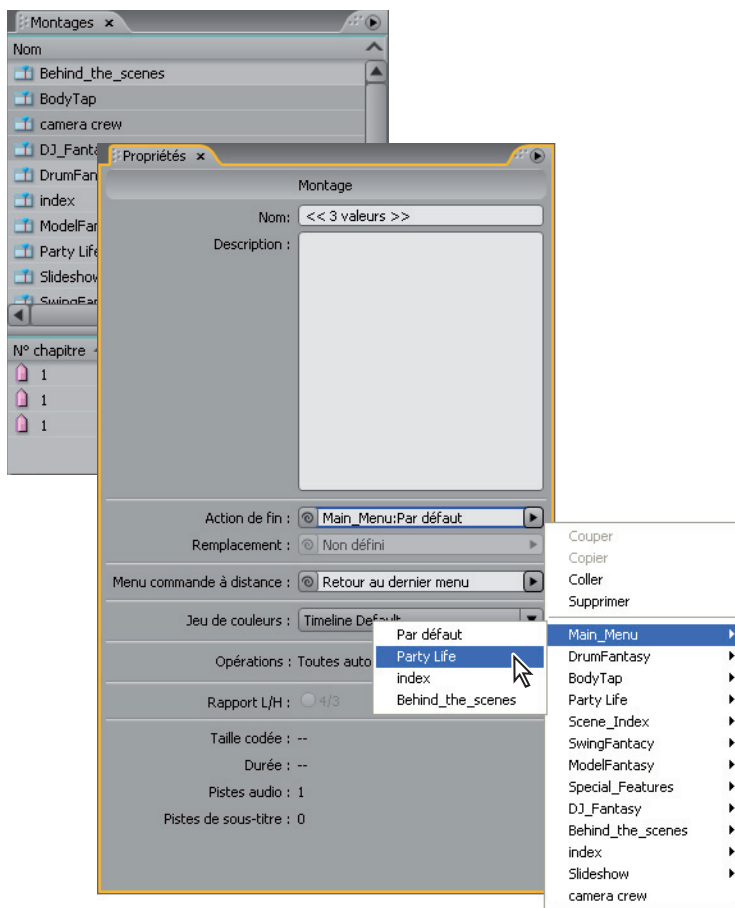 Montages ×
Nom
Behind_the_scenes
BodyTap
camera crew
DJ_Fanta
DrumFan
index
ModelFar
Party Life
Slideshow
SwingFar
N° chapitre
1
1
1
Propriétés ×
Montage
Nom: << 3 valeurs >>
Description :
Action de fin : Main_Menu:Par défaut
Remplacement : Non défini
Menu commande à distance : Retour au dernier menu
Jeu de couleurs : Timeline Default
Opérations : Toutes auto
Rapport L/H : 4/3
Taille codée : --
Durée : --
Pistes audio : 1
Pistes de sous-titre : 0
Par défaut
Party Life
index
Behind_the_scenes
Couper
Copier
Coller
Supprimer
Main_Menu
DrumFantasy
BodyTap
Party Life
Scene_Index
SwingFantacy
ModelFantasy
Special_Features
DJ_Fantasy
Behind_the_scenes
index
Slideshow
camera crew